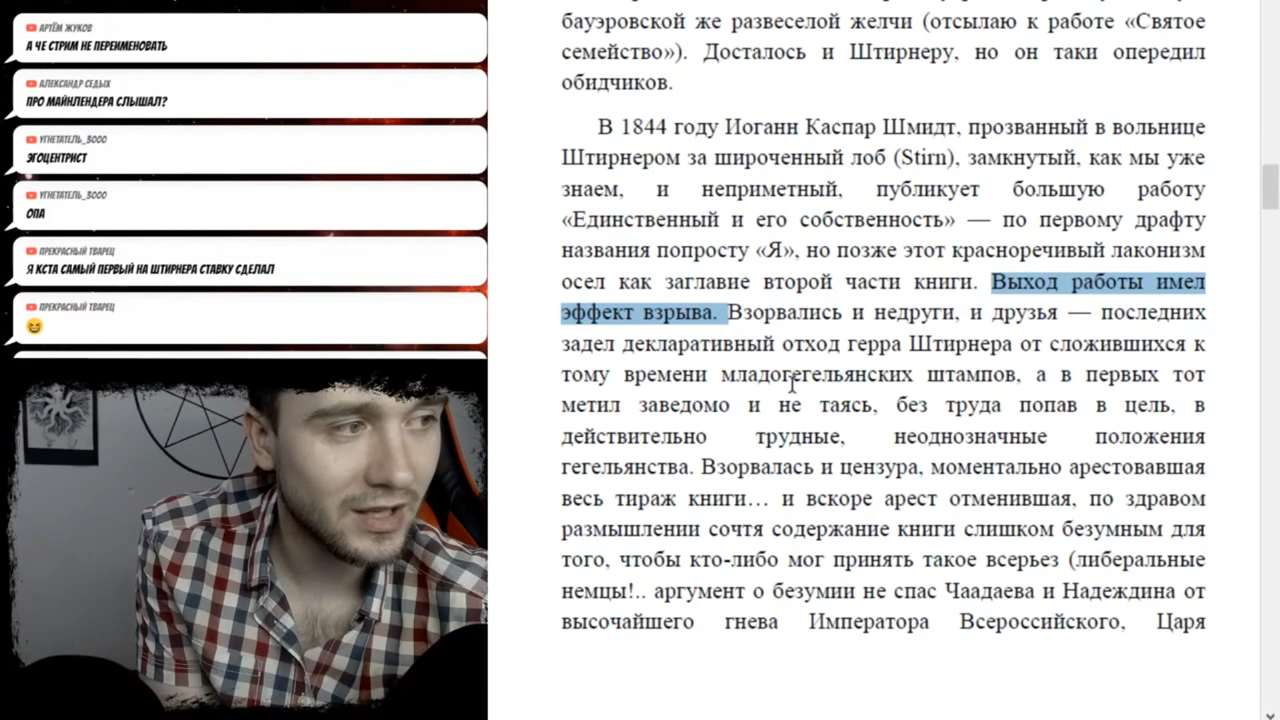 АРТЁМ ЖУКОВ
А ЧЕ СТРИМ НЕ ПЕРЕИМЕНОВАТЬ
АЛЕКСАНДР СЕДЫХ
ПРО МАЙНЛЕНДЕРА СЛЫШАЛ?
УГНЕТАТЕЛЬ_3000
ЭГОЦЕНТРИСТ
УГНЕТАТЕЛЬ_3000
ОПА
ПРЕКРАСНЫЙ ТВАРЕЦ
Я КСТА САМЫЙ ПЕРВЫЙ НА ШТИРНЕРА СТАВКУ СДЕЛАЛ
ПРЕКРАСНЫЙ ТВАРЕЦ
😆
бауэровской же развеселой желчи (отсылаю к работе «Святое
семейство»). Досталось и Штирнеру, но он таки опередил
обидчиков.
В 1844 году Иоганн Каспар Шмидт, прозванный в вольнице
Штирнером за широченный лоб (Stirn), замкнутый, как мы уже
знаем, и неприметный, публикует большую работу
«Единственный и его собственность» — по первому драфту
названия попросту «Я», но позже этот красноречивый лаконизм
осел как заглавие второй части книги. Выход работы имел
эффект взрыва. Взорвались и недруги, и друзья — последних
задел декларативный отход герра Штирнера от сложившихся к
тому времени младогегельянских штампов, а в первых тот
метил заведомо и не таясь, без труда попав в цель, в
действительно трудные, неоднозначные положения
гегельянства. Взорвалась и цензура, моментально арестовавшая
весь тираж книги… и вскоре арест отменившая, по здравом
размышлении сочтя содержание книги слишком безумным для
того, чтобы кто-либо мог принять такое всерьез (либеральные
немцы!.. аргумент о безумии не спас Чаадаева и Надеждина от
высочайшего гнева Императора Всероссийского, Царя